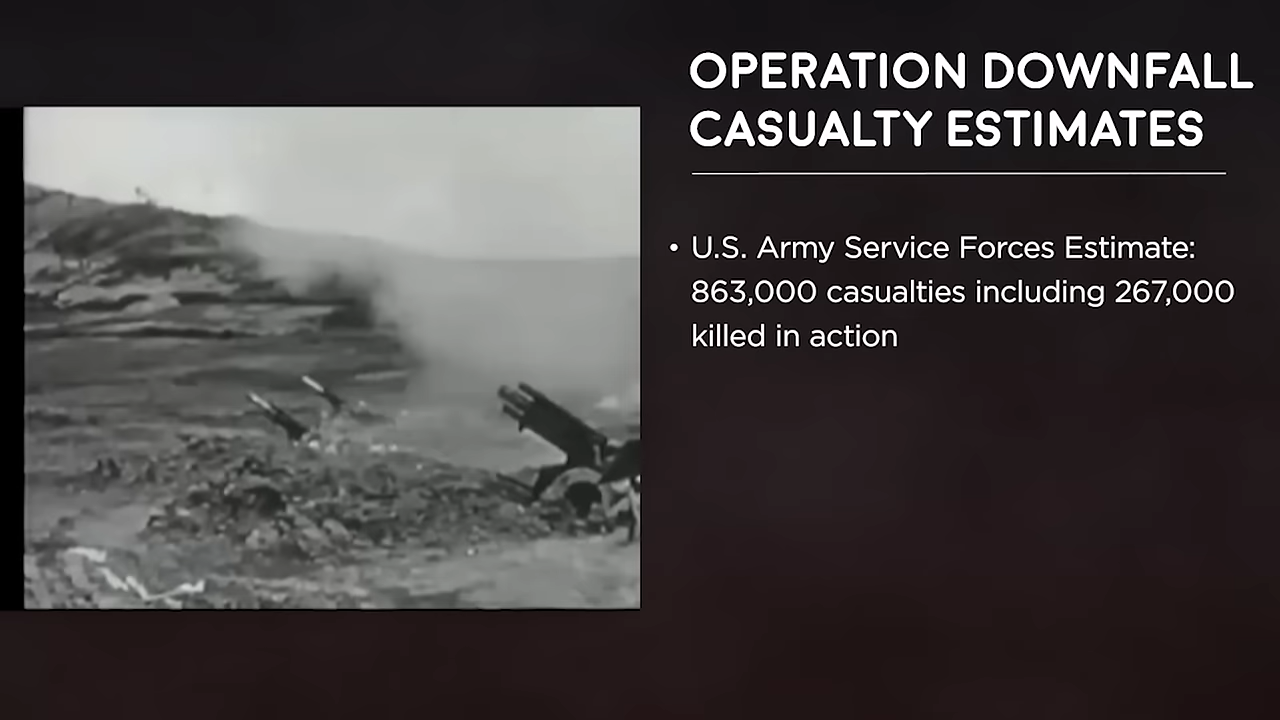 OPERATION DOWNFALL
CASUALTY ESTIMATES
• U.S. Army Service Forces Estimate:
863,000 casualties including 267,000
killed in action